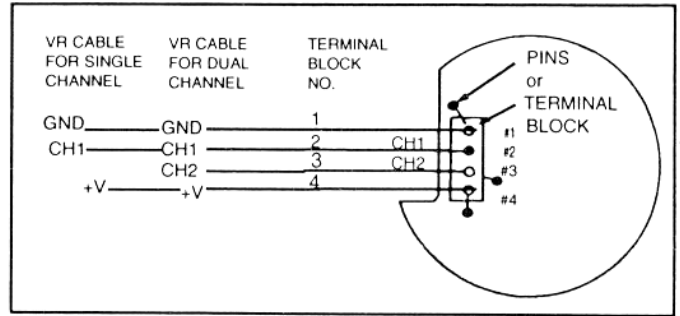 VR CABLE
FOR SINGLE
CHANNEL
VR CABLE
FOR DUAL
CHANNEL
TERMINAL
BLOCK
NO.
PINS
or
TERMINAL
BLOCK
GND GND 1 #1
CH1 CH1 2 CH1 #2
CH2 3 CH2 #3
+V +V 4 #4